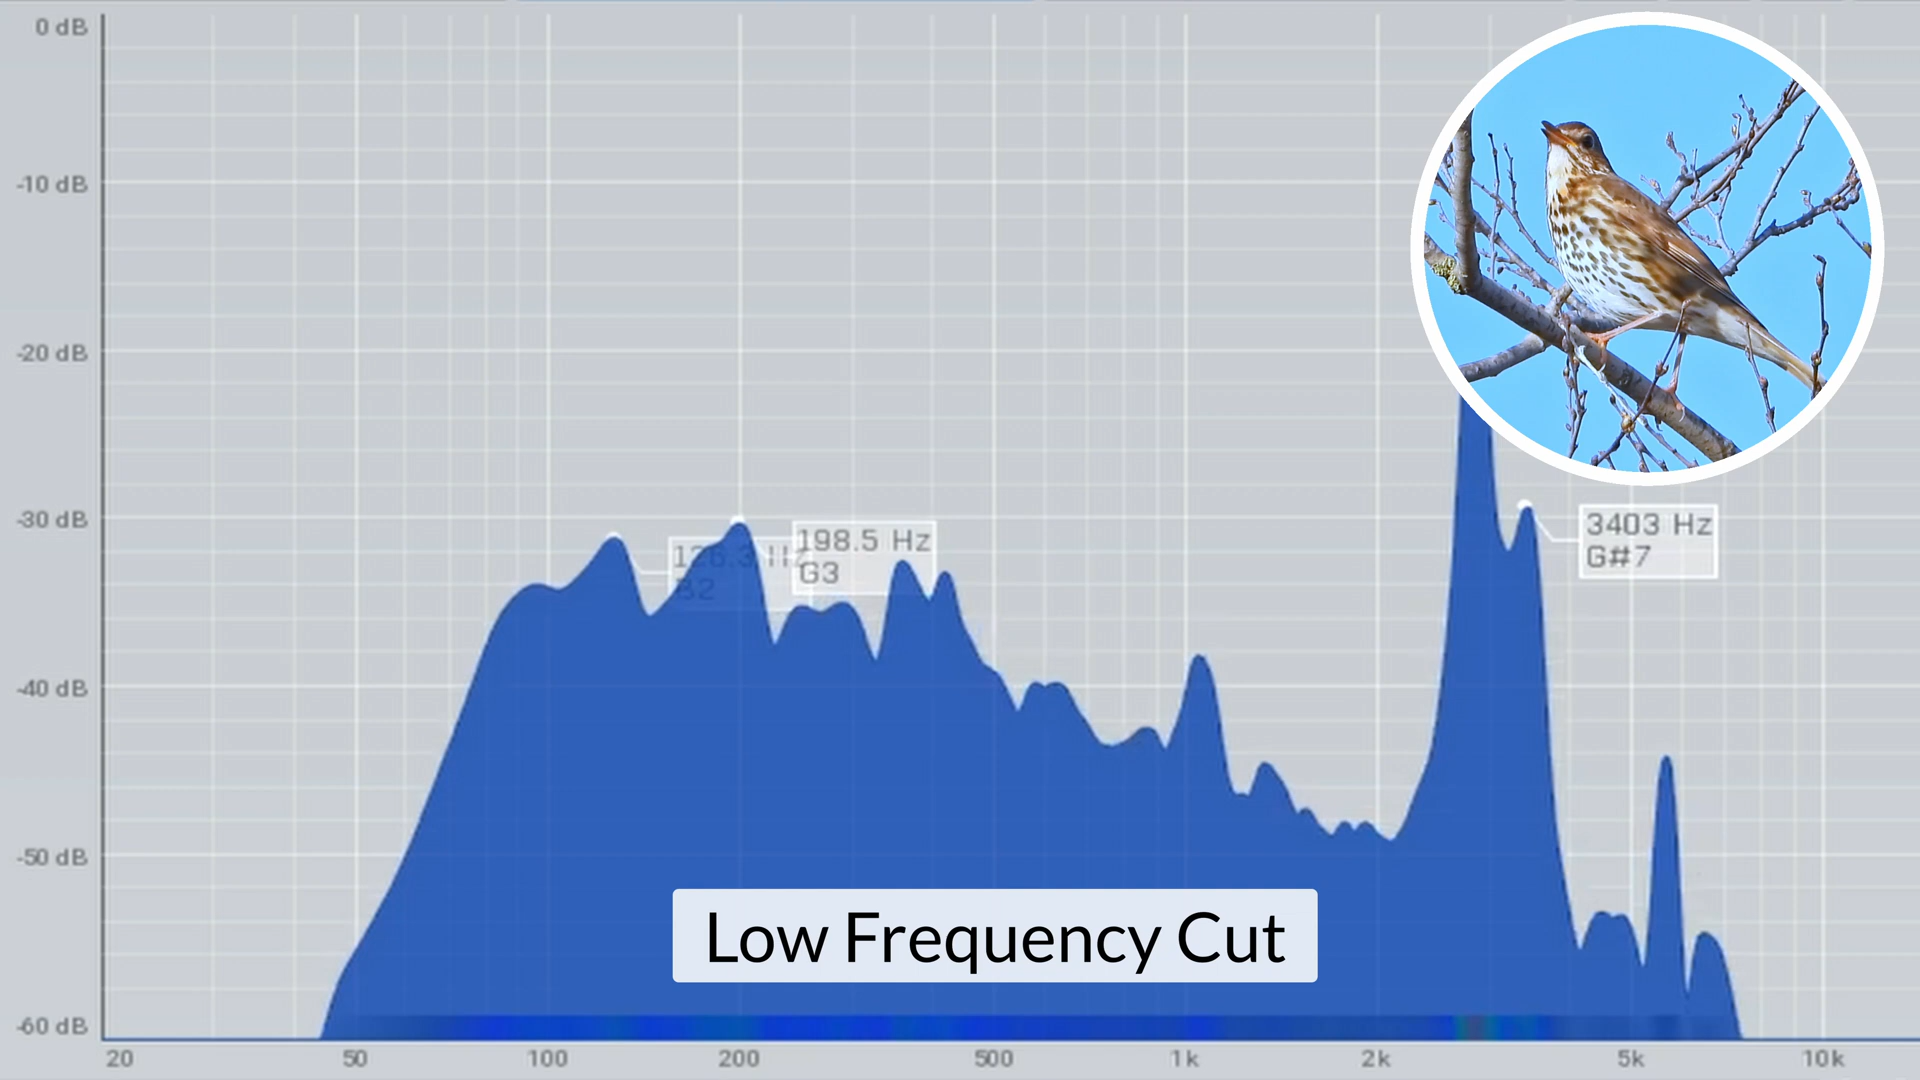 0 dB
-10 dB
-20 dB
-30 dB
-40 dB
-50 dB
-60 dB
198.5 Hz
G3
B2
3403 Hz
G#7
Low Frequency Cut
20
50
100
200
500
1k
2k
5k
10k